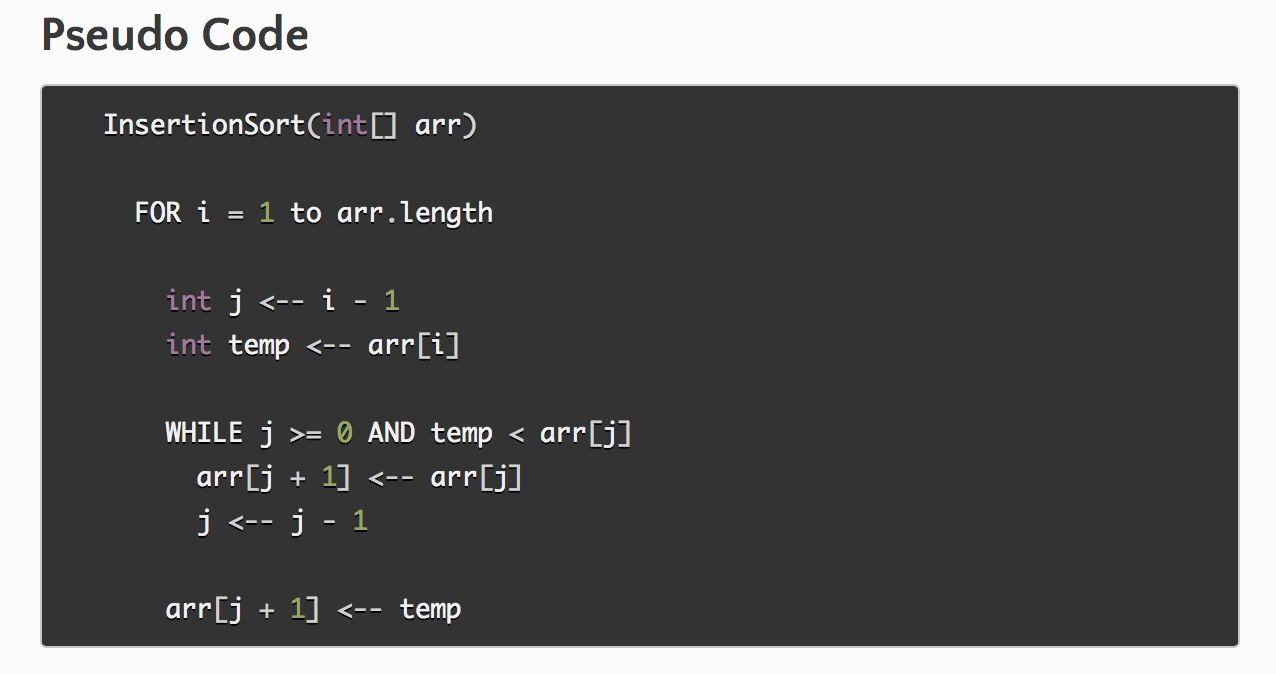 Pseudo Code
InsertionSort(int[] arr)
FOR i = 1 to arr.length
int j <-- i - 1
int temp <-- arr[i]
WHILE j >= 0 AND temp < arr[j]
arr[j + 1] <-- arr[j]
j <-- j - 1
arr[j + 1] <-- temp